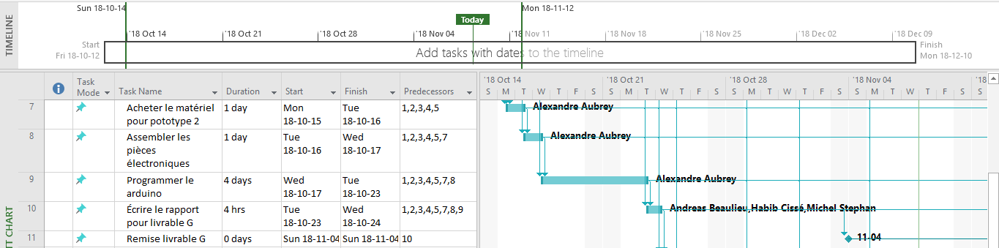 TIMELINE
Sun 18-10-14
Mon 18-11-12
Today
'18 Oct 14
'18 Oct 21
'18 Oct 28
'18 Nov 04
'18 Nov 11
'18 Nov 18
'18 Nov 25
'18 Dec 02
'18 Dec 09
Start
Fri 18-10-12
Add tasks with dates to the timeline
Finish
Mon 18-12-10
TT CHART
Task Mode
Task Name
Duration
Start
Finish
Predecessors
'18 Oct 14
'18 Oct 21
'18 Oct 28
'18 Nov 04
'18
S M T W T F S S M T W T F S S M T W T F S S M T W T F S S
7
Acheter le matériel
pour pototype 2
1 day
Mon
18-10-15
Tue
18-10-16
1,2,3,4,5
Alexandre Aubrey
8
Assembler les
pièces
électroniques
1 day
Tue
18-10-16
Wed
18-10-17
1,2,3,4,5,7
Alexandre Aubrey
9
Programmer le
arduino
4 days
Wed
18-10-17
Tue
18-10-23
1,2,3,4,5,7,8
Alexandre Aubrey
10
Écrire le rapport
pour livrable G
4 hrs
Tue
18-10-23
Wed
18-10-24
1,2,3,4,5,7,8,9
Andreas Beaulieu,Habib Cissé,Michel Stephan
11
Remise livrable G
0 days
Sun 18-11-04
Sun 18-11-04
10
11-04